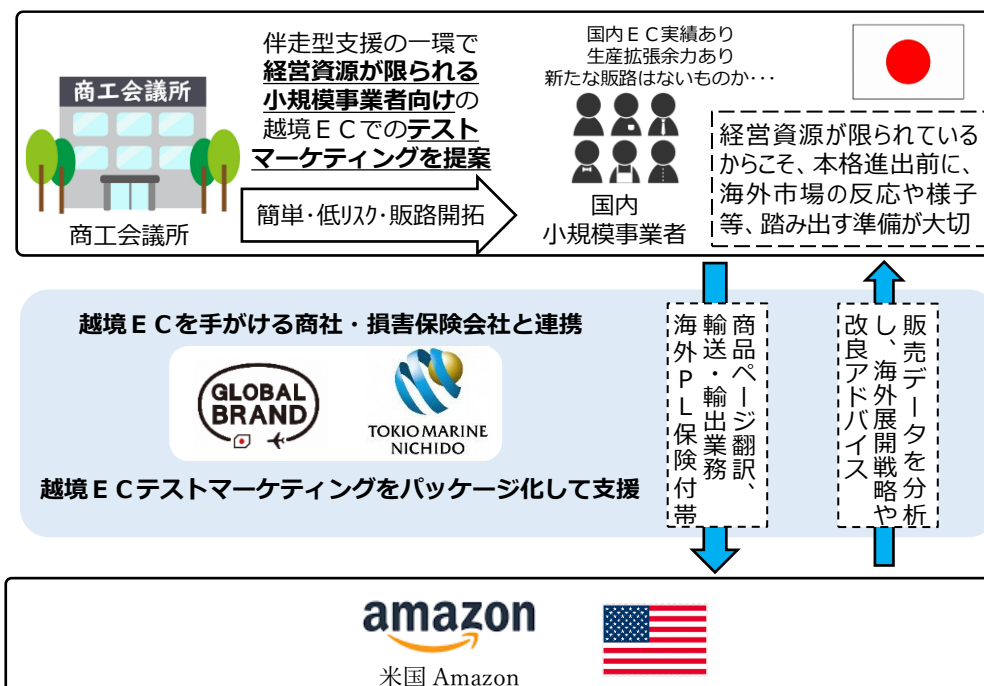 商工会議所
商工会議所
伴走型支援の一環で
経営資源が限られる
小規模事業者向けの
越境ＥＣでのテスト
マーケティングを提案
簡単・低ﾘｽｸ・販路開拓
国内ＥＣ実績あり
生産拡張余力あり
新たな販路はないものか･･･
国内
小規模事業者
経営資源が限られている
からこそ、本格進出前に、
海外市場の反応や様子
等、踏み出す準備が大切
越境ＥＣを手がける商社・損害保険会社と連携
GLOBAL
BRAND
TOKIO MARINE
NICHIDO
越境ＥＣテストマーケティングをパッケージ化して支援
商品ページ翻訳、
輸送・輸出業務
海外ＰＬ保険付帯
販売データを分析
し、海外展開戦略や
改良アドバイス
amazon
米国 Amazon